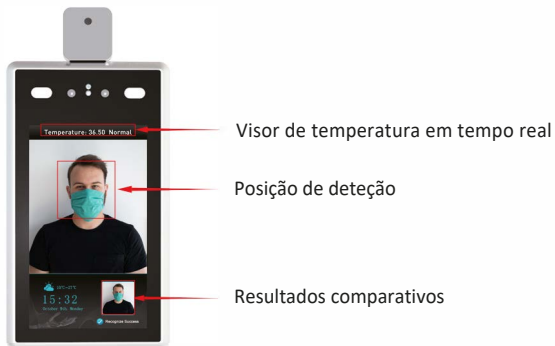 Temperature: 36.50 Normal
Visor de temperatura em tempo real
Posição de deteção
Resultados comparativos
15:32
Recognize Success